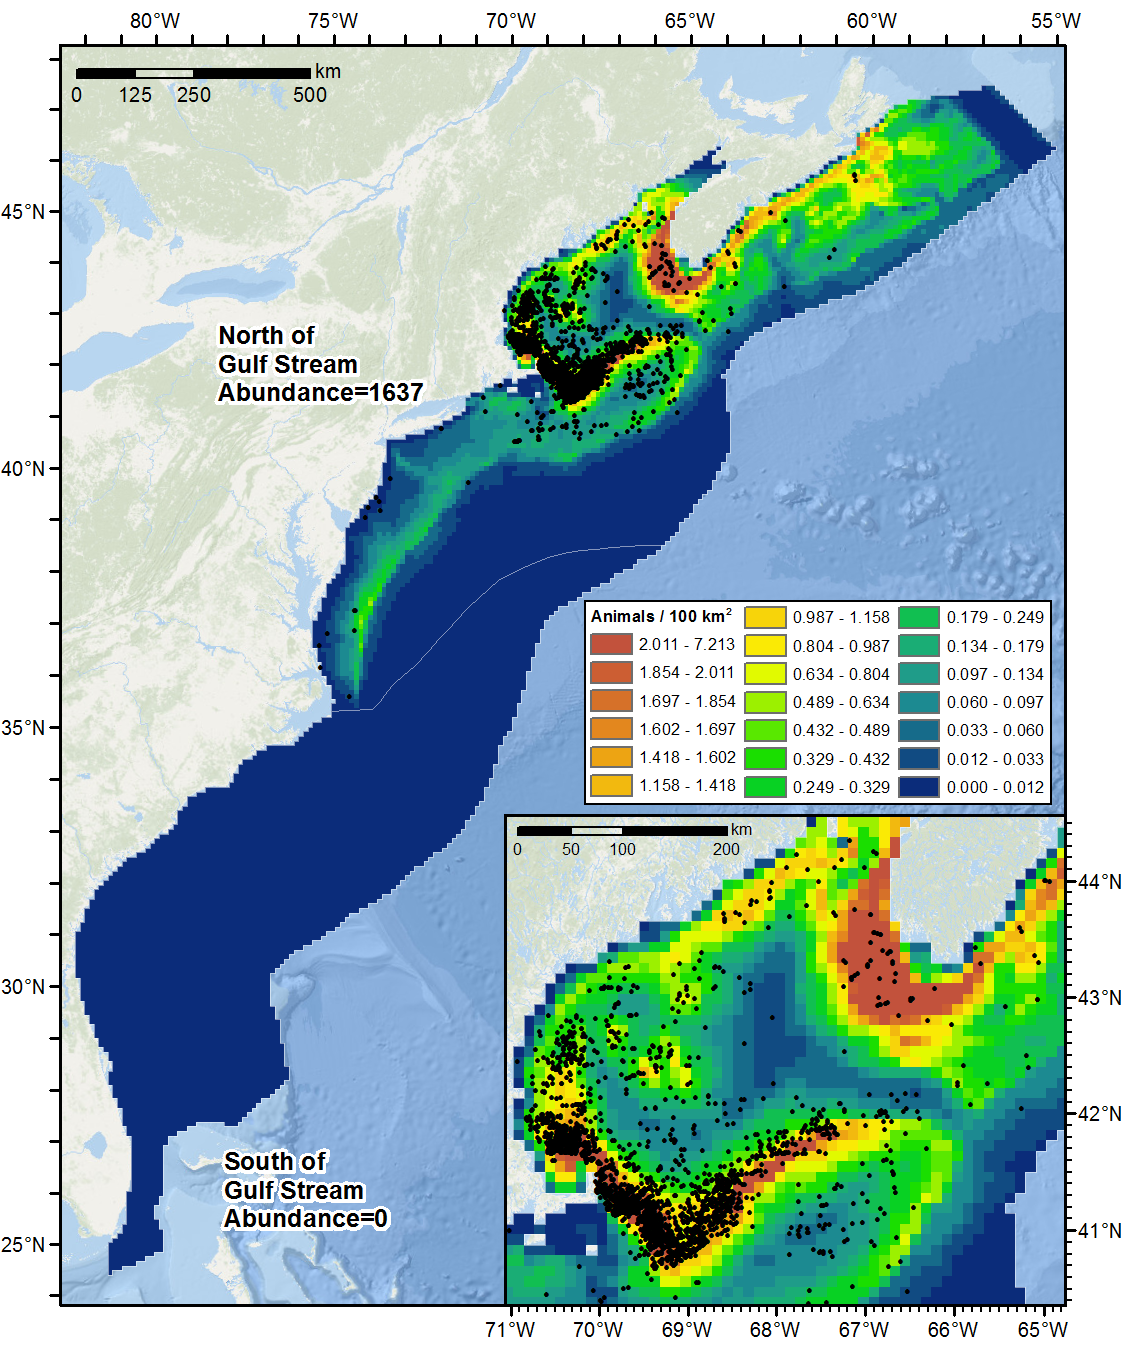 80°W 75°W 70°W 65°W 60°W 55°W
km
0 125 250 500
45°N
North of
Gulf Stream
Abundance=1637
40°N
Animals / 100 km²
2.011 - 7.213
1.854 - 2.011
1.697 - 1.854
1.602 - 1.697
1.418 - 1.602
1.158 - 1.418
0.987 - 1.158
0.804 - 0.987
0.634 - 0.804
0.489 - 0.634
0.432 - 0.489
0.329 - 0.432
0.249 - 0.329
0.179 - 0.249
0.134 - 0.179
0.097 - 0.134
0.060 - 0.097
0.033 - 0.060
0.012 - 0.033
0.000 - 0.012
35°N
30°N
South of
Gulf Stream
Abundance=0
25°N
km
0 50 100 200
44°N
43°N
42°N
41°N
71°W 70°W 69°W 68°W 67°W 66°W 65°W